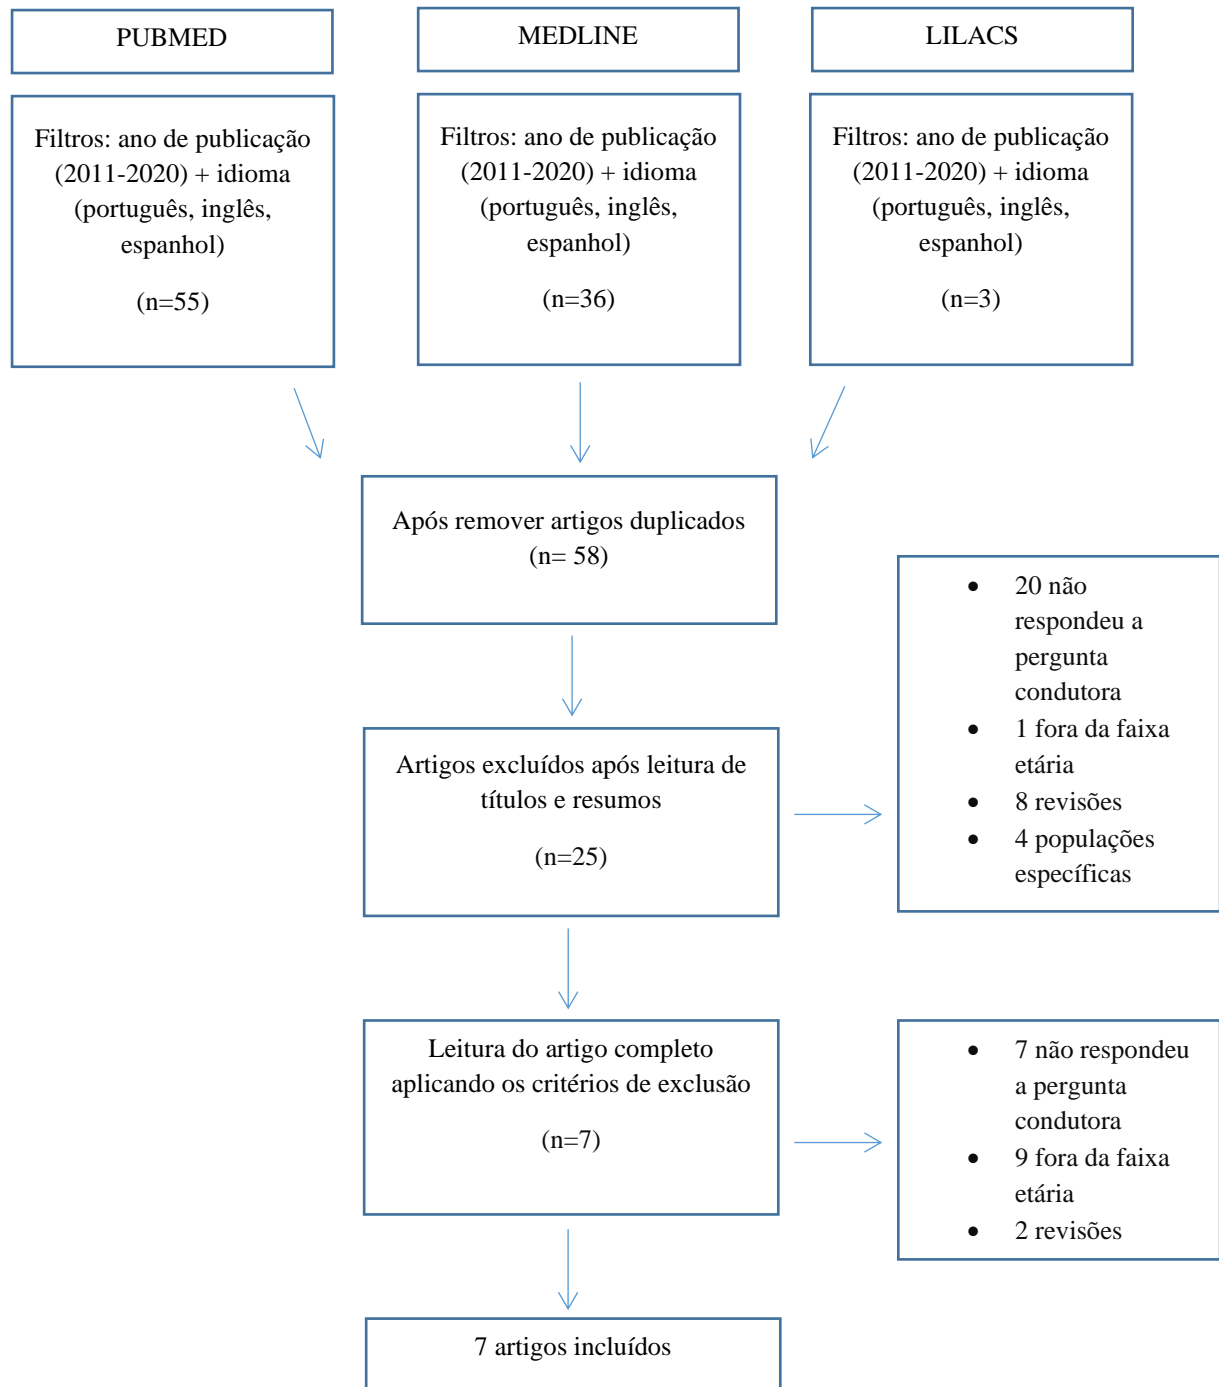 PUBMED
MEDLINE
LILACS
Filtros: ano de publicação
(2011-2020) + idioma
(português, inglês,
espanhol)
(n=55)
Filtros: ano de publicação
(2011-2020) + idioma
(português, inglês,
espanhol)
(n=36)
Filtros: ano de publicação
(2011-2020) + idioma
(português, inglês,
espanhol)
(n=3)
Após remover artigos duplicados
(n= 58)
• 20 não
respondeu a
pergunta
condutora
• 1 fora da faixa
etária
• 8 revisões
• 4 populações
específicas
Artigos excluídos após leitura de
títulos e resumos
(n=25)
Leitura do artigo completo
aplicando os critérios de exclusão
(n=7)
• 7 não respondeu
a pergunta
condutora
• 9 fora da faixa
etária
• 2 revisões
7 artigos incluídos